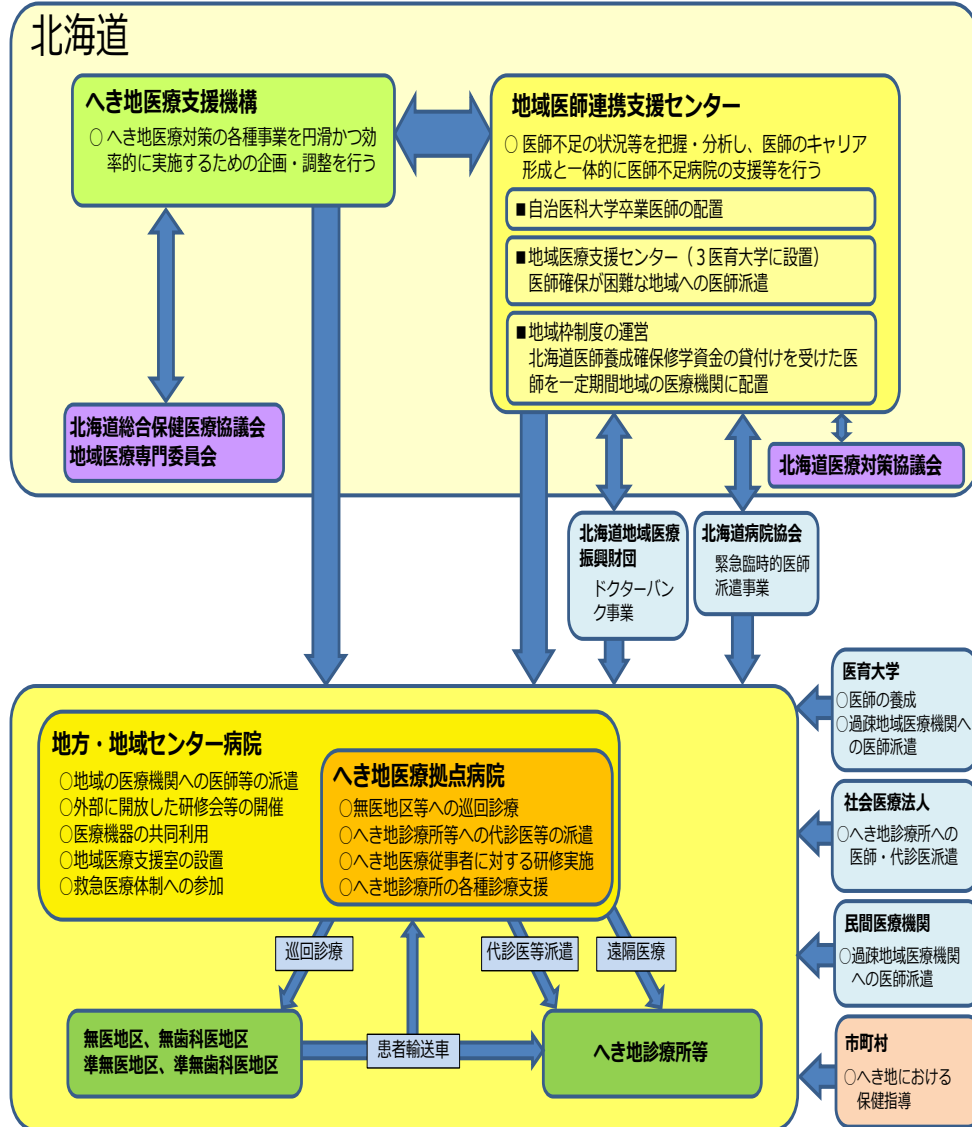 北海道
へき地医療支援機構
○ へき地医療対策の各種事業を円滑かつ効
率的に実施するための企画・調整を行う
地域医師連携支援センター
○ 医師不足の状況等を把握・分析し、医師のキャリア
形成と一体的に医師不足病院の支援等を行う
■自治医科大学卒業医師の配置
■地域医療支援センター（３医育大学に設置）
医師確保が困難な地域への医師派遣
■地域枠制度の運営
北海道医師養成確保修学資金の貸付けを受けた医
師を一定期間地域の医療機関に配置
北海道総合保健医療協議会
地域医療専門委員会
北海道医療対策協議会
北海道地域医療
振興財団
ドクターバン
ク事業
北海道病院協会
緊急臨時的医師
派遣事業
医育大学
○医師の養成
○過疎地域医療機関へ
の医師派遣
地方・地域センター病院
○地域の医療機関への医師等の派遣
○外部に開放した研修会等の開催
○医療機器の共同利用
○地域医療支援室の設置
○救急医療体制への参加
へき地医療拠点病院
○無医地区等への巡回診療
○へき地診療所等への代診医等の派遣
○へき地医療従事者に対する研修実施
○へき地診療所の各種診療支援
社会医療法人
○へき地診療所への
医師・代診医派遣
巡回診療
代診医等派遣
遠隔医療
民間医療機関
○過疎地域医療機関
への医師派遣
無医地区、無歯科医地区
準無医地区、準無歯科医地区
患者輸送車
へき地診療所等
市町村
○へき地における
保健指導